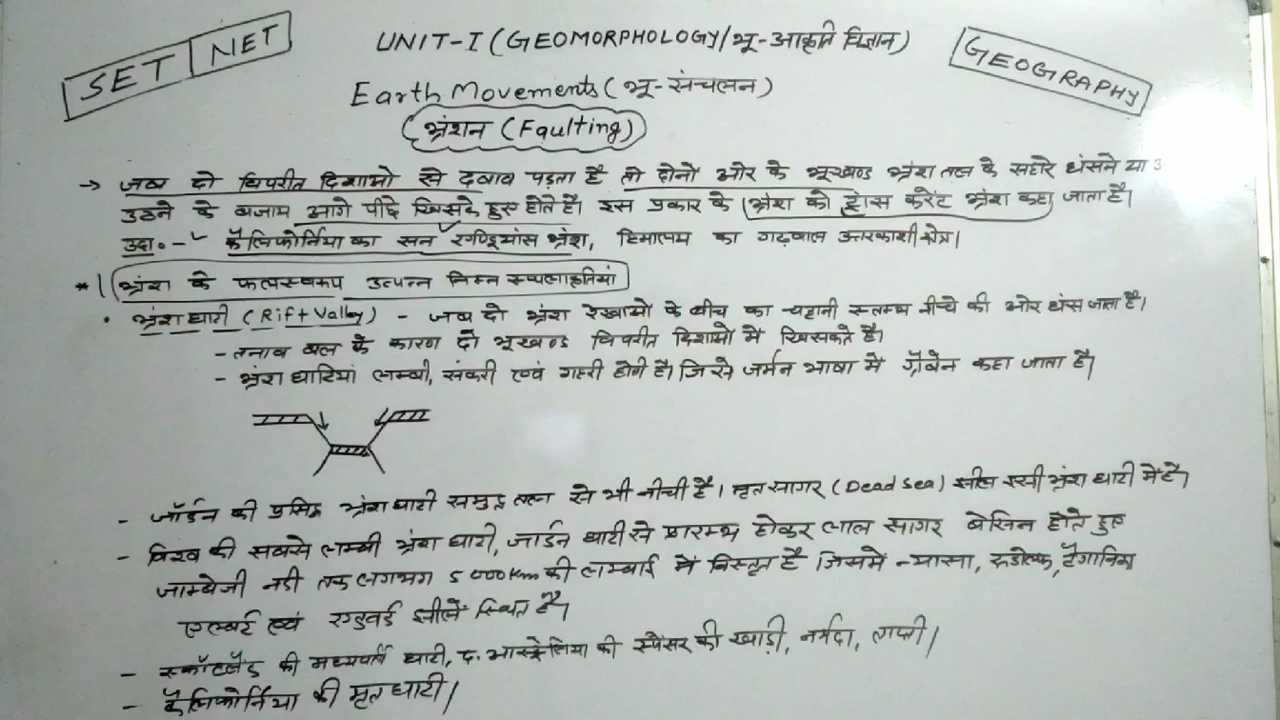 SET | NET
UNIT-I (GEOMORPHOLOGY/भू-आकृति विज्ञान)
GEOGRAPHY
Earth Movements (भू-संचलन)
भ्रंशन (Faulting)
→ जब दो विपरीत दिशाओ से दबाव पड़ता है तो दोनो ओर के भूखण्ड भ्रंश तल के सहारे धंसने या
उठने के बजाय आगे पीछे खिसके हुए होते है। इस प्रकार के भ्रंश को ट्रांस करेंट भ्रंश कहा जाता है।
उदा॰ - कैलिफोर्निया का सन एण्ड्रियांस भ्रंश, हिमालय का गढ़वाल उत्तरकाशी क्षेत्र।
* भ्रंश के फलस्वरूप उत्पन्न निम्न स्थलाकृतियां
· भ्रंश घाटी (Rift Valley) - जब दो भ्रंश रेखाओ के बीच का चट्टानी स्तम्भ नीचे की ओर धंस जाता है।
- तनाव बल के कारण दो भूखण्ड विपरीत दिशाओ में खिसकते है।
- भ्रंश घाटियां लम्बी, संकरी एवं गहरी होती है। जिसे जर्मन भाषा में ग्रॅबेन कहा जाता है।
- जॉर्डन की प्रसिद्ध भ्रंश घाटी समुद्र तल से भी नीची है। मृत सागर (Dead Sea) झील इसी भ्रंश घाटी में है।
- विश्व की सबसे लम्बी भ्रंश घाटी, जार्डन घाटी से प्रारम्भ होकर लाल सागर बेसिन होते हुए
जाम्बेजी नदी तक लगभग 5000Km की लम्बाई में विस्तृत है जिसमें - न्यासा, रूडोल्फ, टैंगानिका
एल्बर्ट एवं एडवर्ड झीलें स्थित है।
- स्कॉटलैंड की मध्यवर्ती घाटी, द. आस्ट्रेलिया की स्पेंसर की खाड़ी, नर्मदा, ताप्ती।
- कैलिफोर्निया की मृत घाटी।